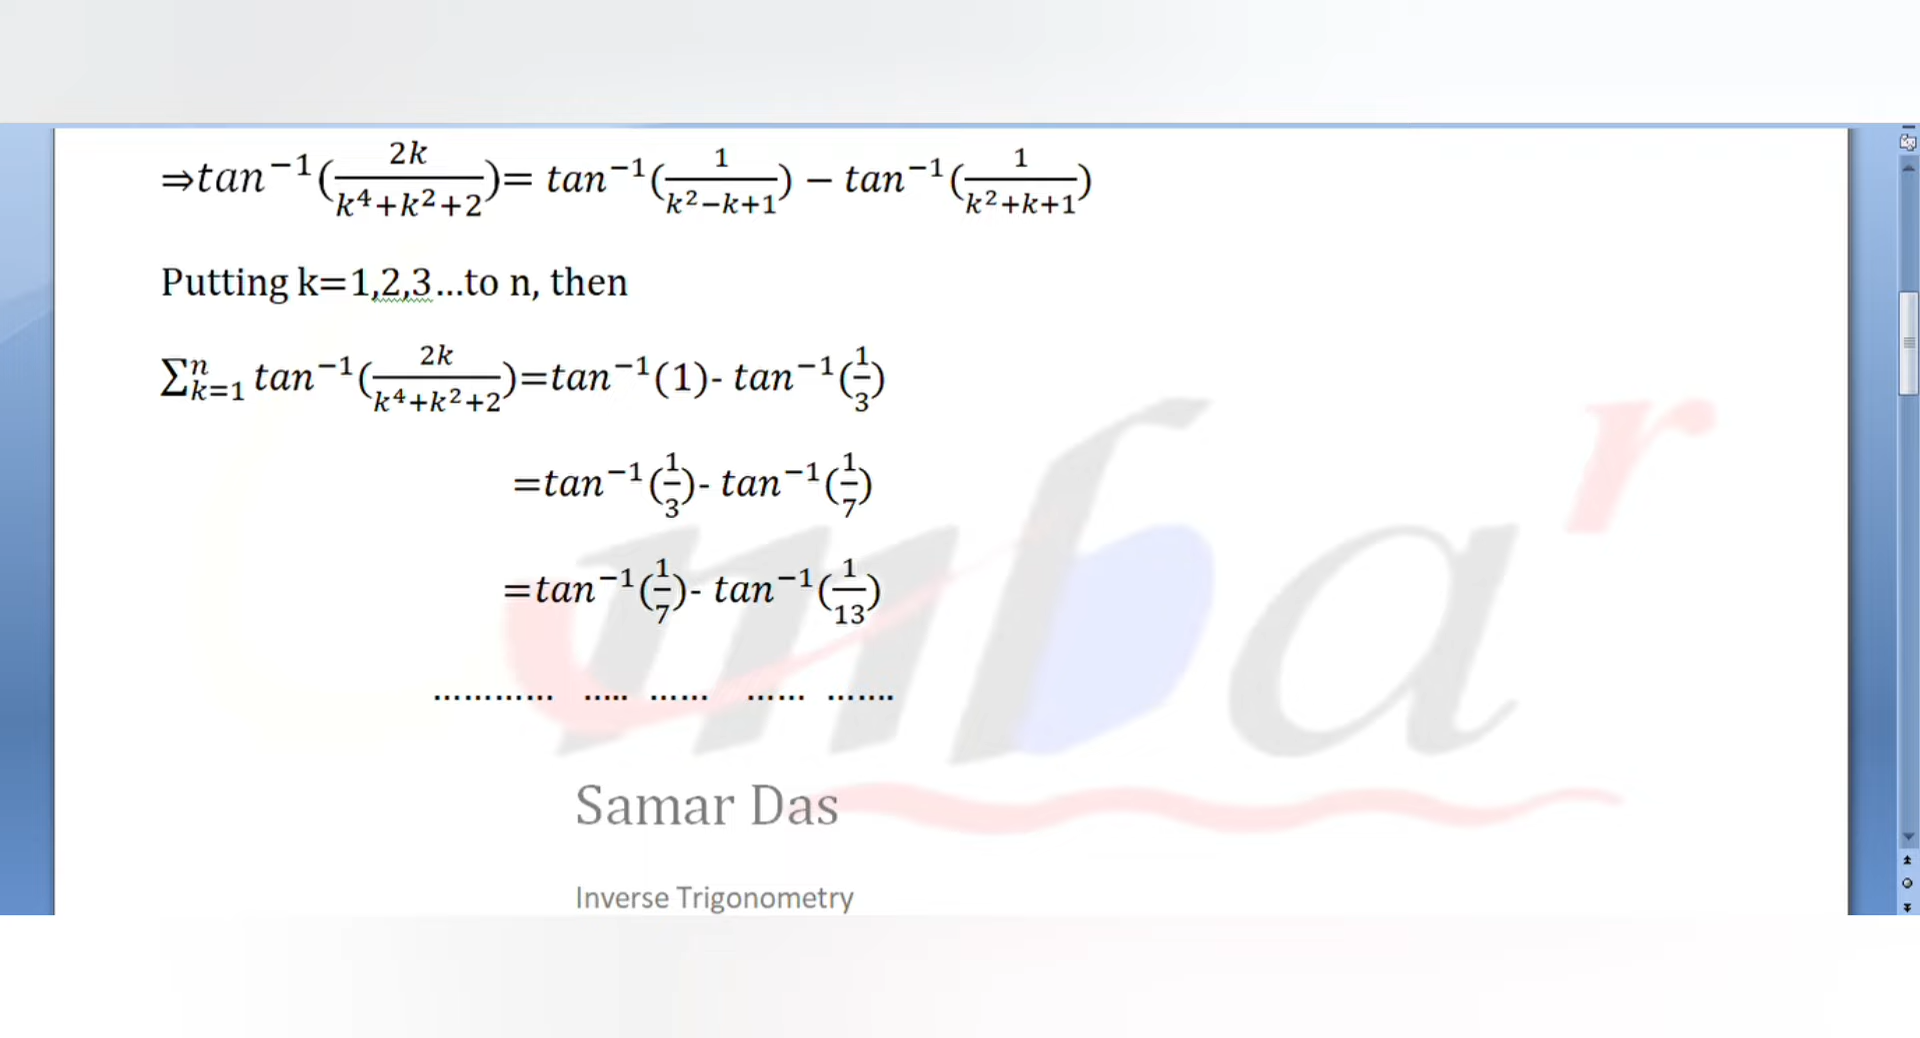 ⇒tan⁻¹(2k/(k⁴+k²+2))= tan⁻¹(1/(k²−k+1)) − tan⁻¹(1/(k²+k+1))
Putting k=1,2,3...to n, then
∑ⁿₖ₌₁ tan⁻¹(2k/(k⁴+k²+2))=tan⁻¹(1)- tan⁻¹(1/3)
=tan⁻¹(1/3)- tan⁻¹(1/7)
=tan⁻¹(1/7)- tan⁻¹(1/13)
............ ..... ...... ...... .......
Samar Das
Inverse Trigonometry